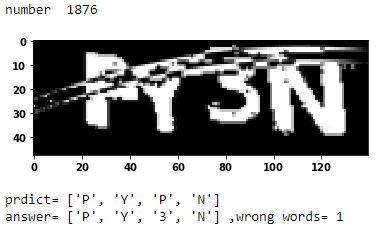 number 1876
0
10
20
30
40
PY3N
0 20 40 60 80 100 120
prdict= ['P', 'Y', 'P', 'N']
answer= ['P', 'Y', '3', 'N'] ,wrong words= 1